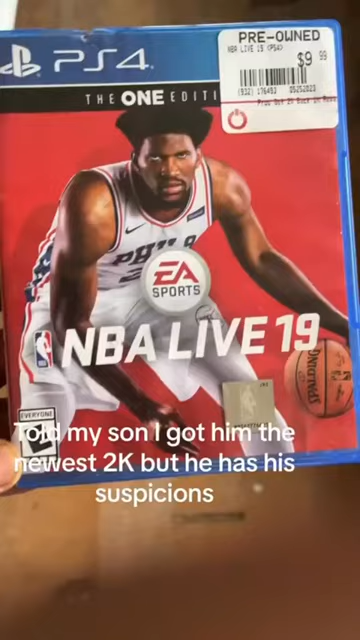 PS4
PRE-OWNED
NBA LIVE 19 (PS4)
$9 99
THE ONE EDITI
PHILA
EA
SPORTS
NBA LIVE 19
EVERYONE
Told my son I got him the
newest 2K but he has his
suspicions